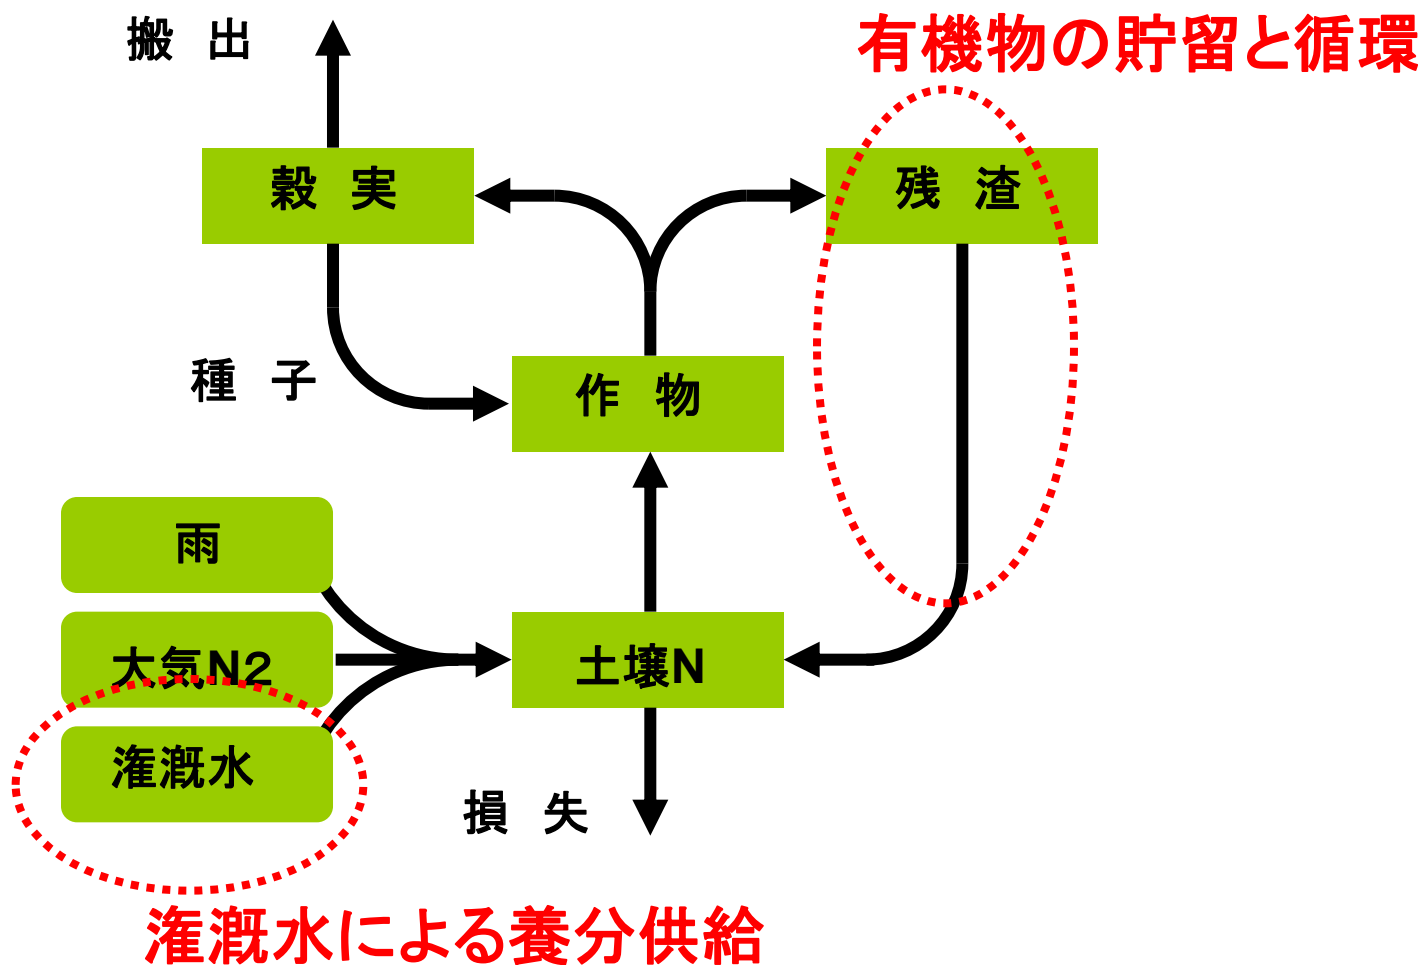 搬 出
有機物の貯留と循環
穀 実
残 渣
種 子
作 物
雨
大気N2
土壌N
灌漑水
損 失
灌漑水による養分供給